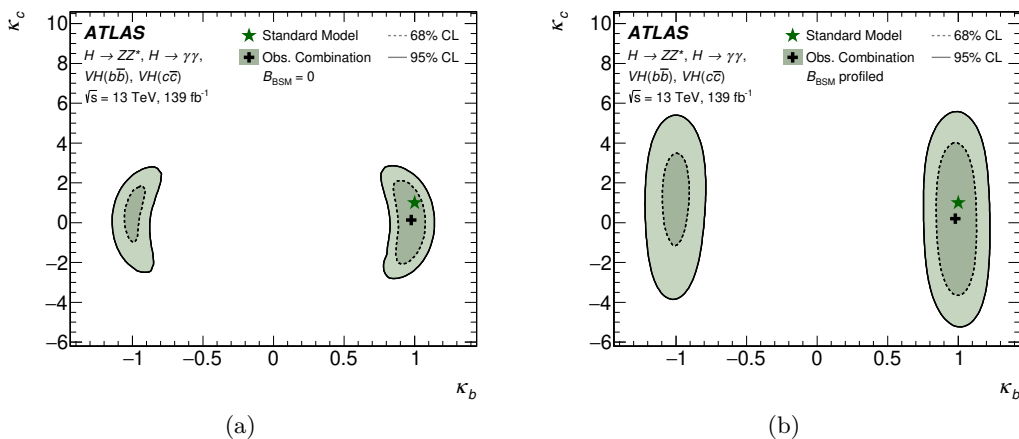 κ_c
10
8
6
4
2
0
−2
−4
−6
ATLAS
H → ZZ*, H → γγ,
VH(bb̅), VH(cc̅)
√s = 13 TeV, 139 fb⁻¹
Standard Model
Obs. Combination
B_BSM = 0
68% CL
95% CL
−1 −0.5 0 0.5 1
κ_b
(a)
κ_c
10
8
6
4
2
0
−2
−4
−6
ATLAS
H → ZZ*, H → γγ,
VH(bb̅), VH(cc̅)
√s = 13 TeV, 139 fb⁻¹
Standard Model
Obs. Combination
B_BSM profiled
68% CL
95% CL
−1 −0.5 0 0.5 1
κ_b
(b)